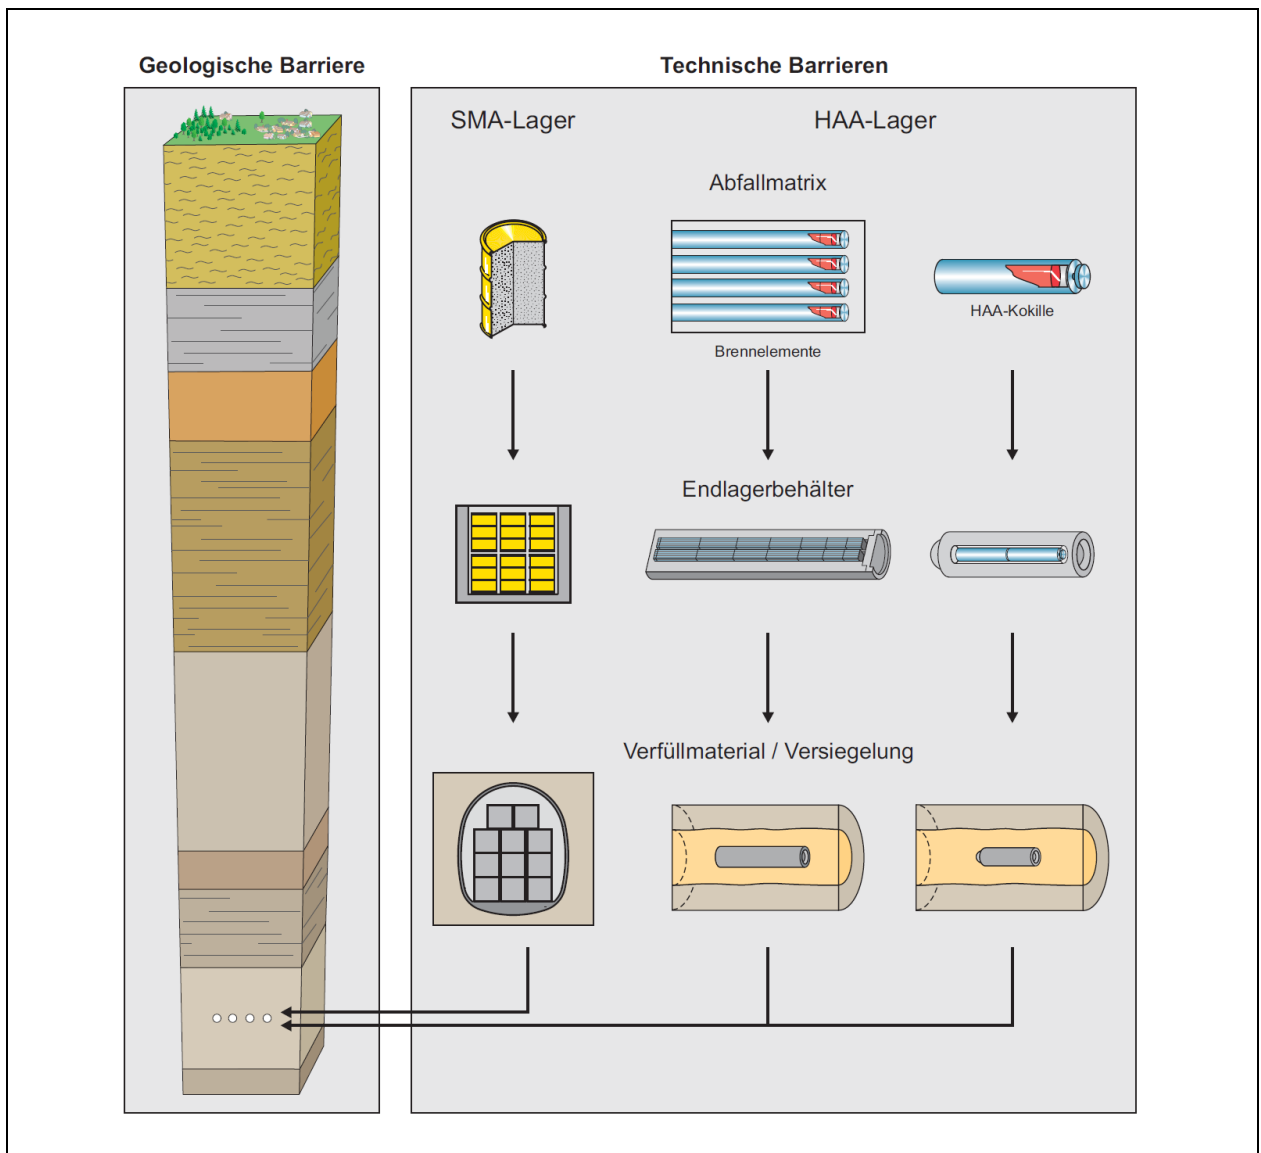 Geologische Barriere
Technische Barrieren
SMA-Lager
HAA-Lager
Abfallmatrix
HAA-Kokille
Brennelemente
Endlagerbehälter
Verfüllmaterial / Versiegelung